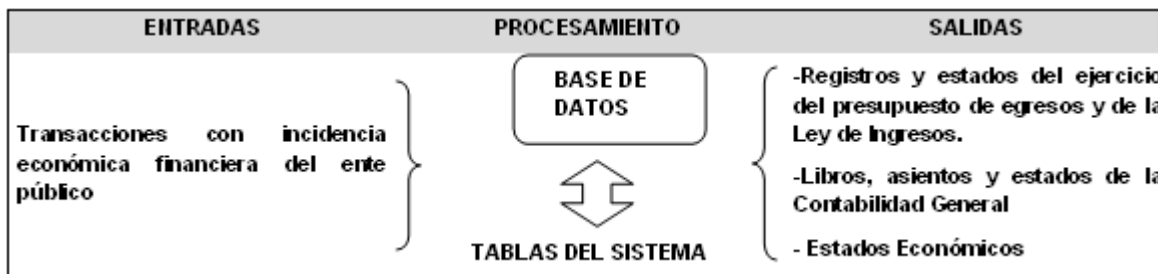 ENTRADAS PROCESAMIENTO SALIDAS
Transacciones con incidencia
económica financiera del ente
público
BASE DE
DATOS
TABLAS DEL SISTEMA
-Registros y estados del ejercicio
del presupuesto de egresos y de la
Ley de Ingresos.
-Libros, asientos y estados de la
Contabilidad General
- Estados Económicos